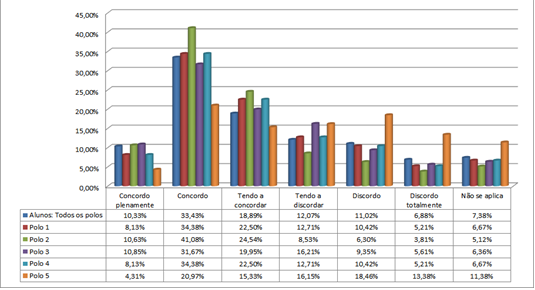 45,00%
40,00%
35,00%
30,00%
25,00%
20,00%
15,00%
10,00%
5,00%
0,00%
Concordo plenamente Concordo Tendo a concordar Tendo a discordar Discordo Discordo totalmente Não se aplica
Alunos: Todos os polos 10,33% 33,43% 18,89% 12,07% 11,02% 6,88% 7,38%
Polo 1 8,13% 34,38% 22,50% 12,71% 10,42% 5,21% 6,67%
Polo 2 10,63% 41,08% 24,54% 8,53% 6,30% 3,81% 5,12%
Polo 3 10,85% 31,67% 19,95% 16,21% 9,35% 5,61% 6,36%
Polo 4 8,13% 34,38% 22,50% 12,71% 10,42% 5,21% 6,67%
Polo 5 4,31% 20,97% 15,33% 16,15% 18,46% 13,38% 11,38%